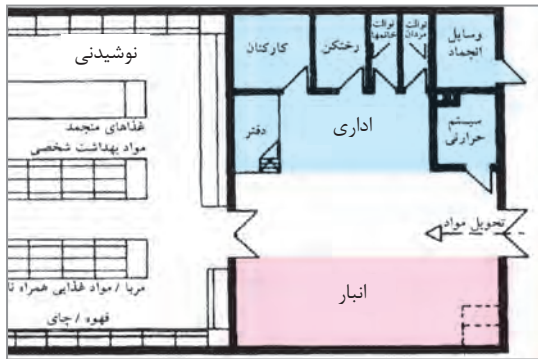 وسایل
انجماد
توالت
مردان
توالت
خانمها
رختکن
کارکنان
نوشیدنی
سیستم
حرارتی
اداری
دفتر
غذاهای منجمد
مواد بهداشت شخصی
تحویل مواد
انبار
مربا / مواد غذایی همراه نا
قهوه / چای